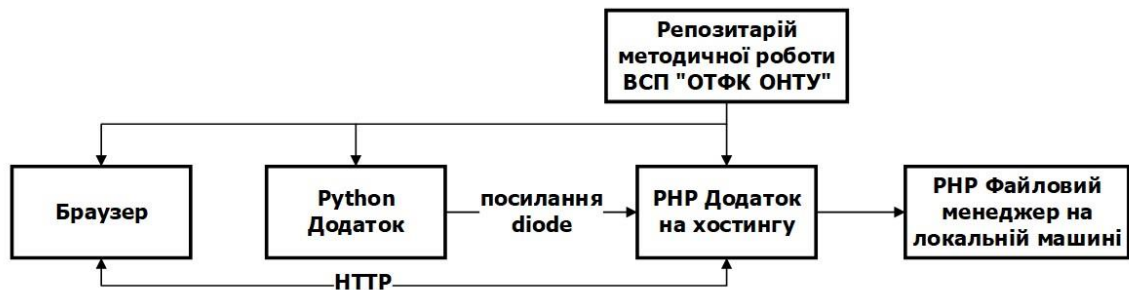 Репозитарій
методичної роботи
ВСП "ОТФК ОНТУ"
Браузер
Python
Додаток
посилання
diode
PHP Додаток
на хостингу
PHP Файловий
менеджер на
локальній машині
HTTP